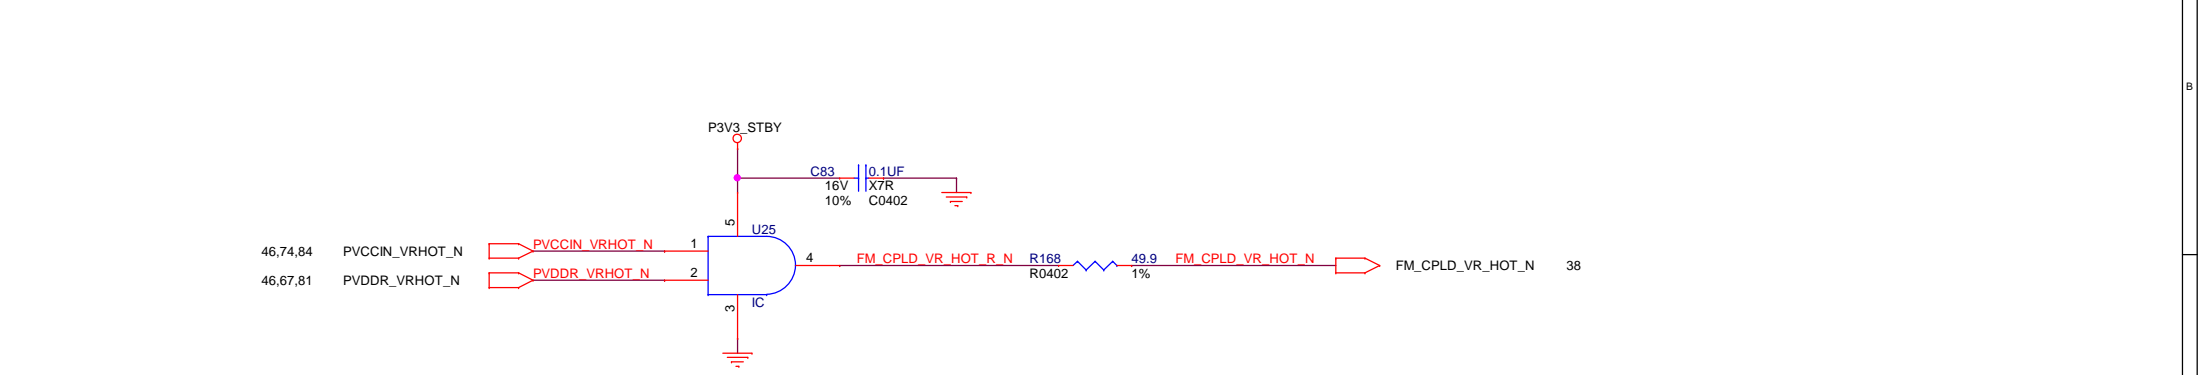 B
P3V3_STBY
C83 0.1UF
16V X7R
10% C0402
5
U25
46,74,84 PVCCIN_VRHOT_N PVCCIN_VRHOT_N 1
4 FM_CPLD_VR_HOT_R_N R168 49.9 FM_CPLD_VR_HOT_N
R0402 1%
FM_CPLD_VR_HOT_N 38
46,67,81 PVDDR_VRHOT_N PVDDR_VRHOT_N 2
IC
3